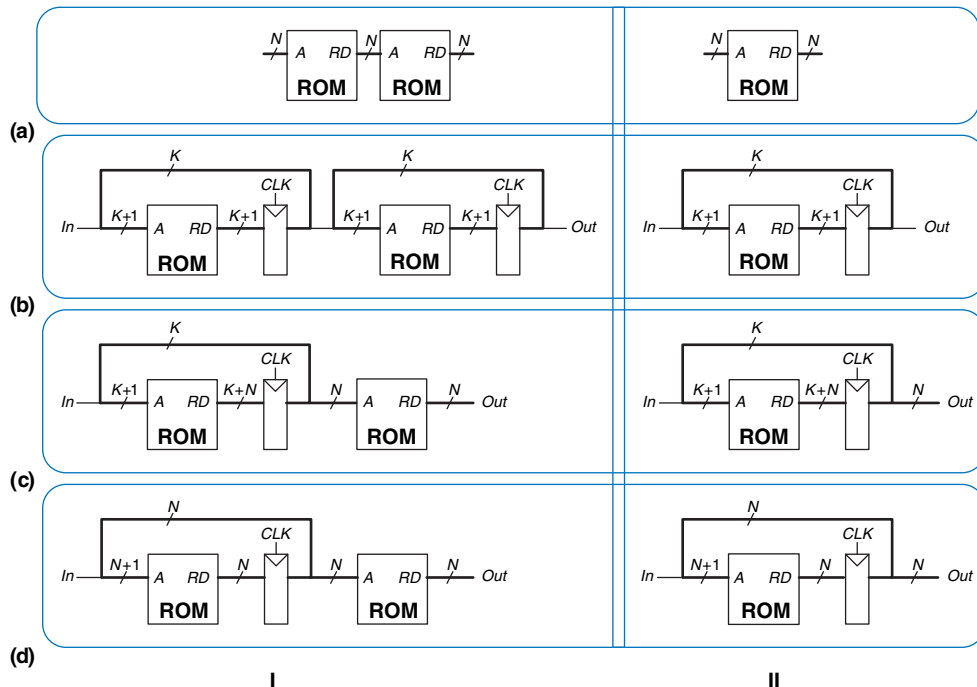 N A RD N A RD N N A RD N
ROM ROM ROM
(a)
K K K
CLK CLK CLK
In K+1 A RD K+1 K+1 A RD K+1 Out In K+1 A RD K+1 Out
ROM ROM ROM
(b)
K K
CLK CLK
In K+1 A RD K+N N A RD N Out In K+1 A RD K+N N Out
ROM ROM ROM
(c)
N N
CLK CLK
In N+1 A RD N N A RD N Out In N+1 A RD N N Out
ROM ROM ROM
(d)
I II